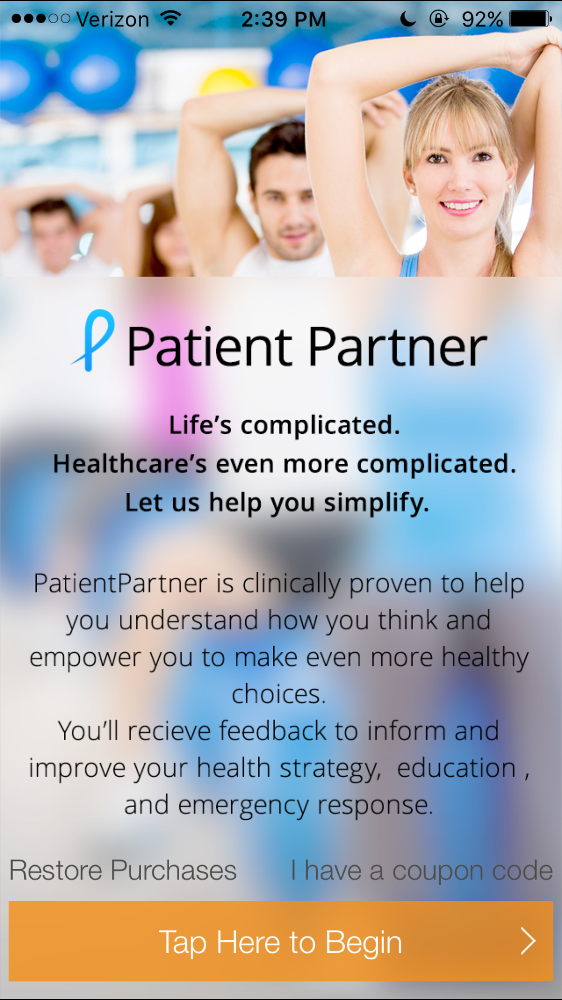 Verizon 2:39 PM 92%
Patient Partner
Life's complicated.
Healthcare's even more complicated.
Let us help you simplify.
PatientPartner is clinically proven to help
you understand how you think and
empower you to make even more healthy
choices.
You'll recieve feedback to inform and
improve your health strategy,  education ,
and emergency response.
Restore Purchases I have a coupon code
Tap Here to Begin